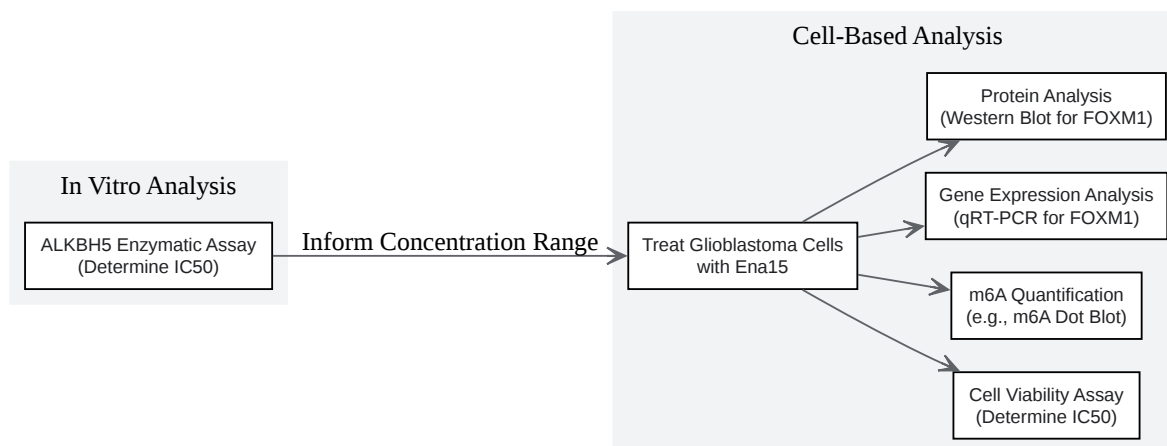 In Vitro Analysis
ALKBH5 Enzymatic Assay
(Determine IC50)
Inform Concentration Range
Cell-Based Analysis
Treat Glioblastoma Cells
with Ena15
Protein Analysis
(Western Blot for FOXM1)
Gene Expression Analysis
(qRT-PCR for FOXM1)
m6A Quantification
(e.g., m6A Dot Blot)
Cell Viability Assay
(Determine IC50)